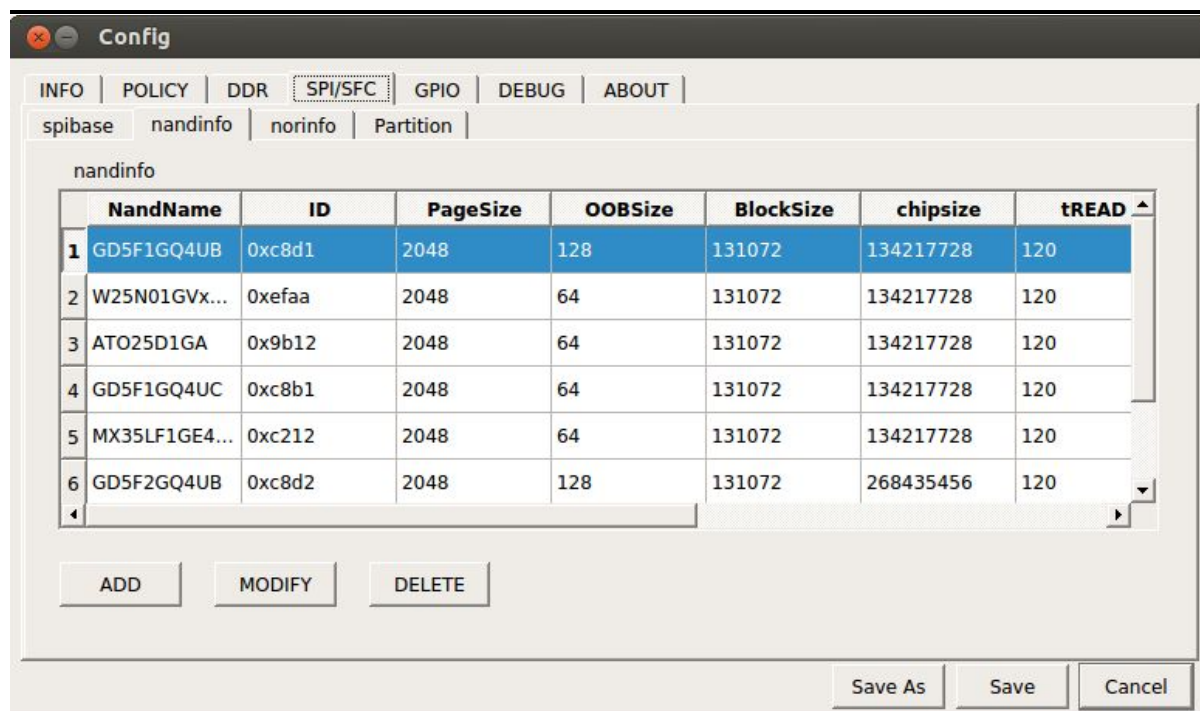 Config
INFO POLICY DDR SPI/SFC GPIO DEBUG ABOUT
spibase nandinfo norinfo Partition
nandinfo
NandName ID PageSize OOBSize BlockSize chipsize tREAD
1 GD5F1GQ4UB 0xc8d1 2048 128 131072 134217728 120
2 W25N01GVx... 0xefaa 2048 64 131072 134217728 120
3 ATO25D1GA 0x9b12 2048 64 131072 134217728 120
4 GD5F1GQ4UC 0xc8b1 2048 64 131072 134217728 120
5 MX35LF1GE4... 0xc212 2048 64 131072 134217728 120
6 GD5F2GQ4UB 0xc8d2 2048 128 131072 268435456 120
ADD MODIFY DELETE
Save As Save Cancel